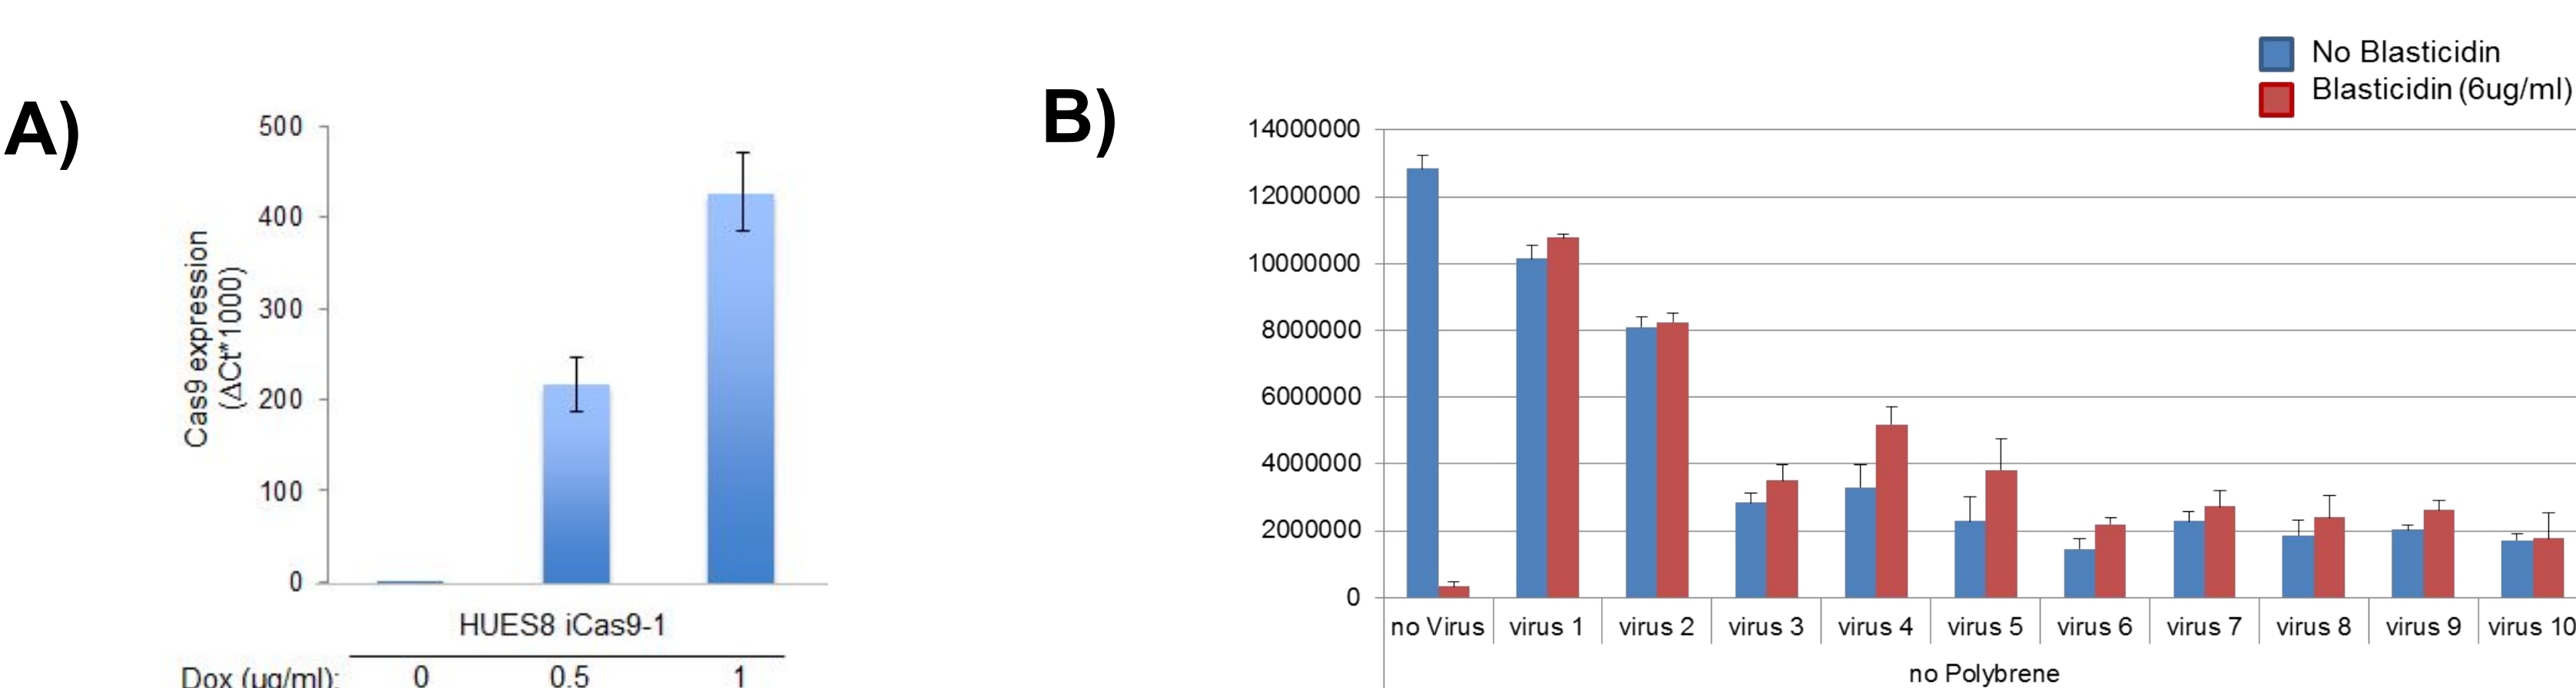 A)
500
400
300
200
100
0
Cas9 expression
(ΔCt*1000)
HUES8 iCas9-1
Dox (ug/ml): 0 0.5 1
B)
No Blasticidin
Blasticidin (6ug/ml)
14000000
12000000
10000000
8000000
6000000
4000000
2000000
0
no Virus virus 1 virus 2 virus 3 virus 4 virus 5 virus 6 virus 7 virus 8 virus 9 virus 10
no Polybrene